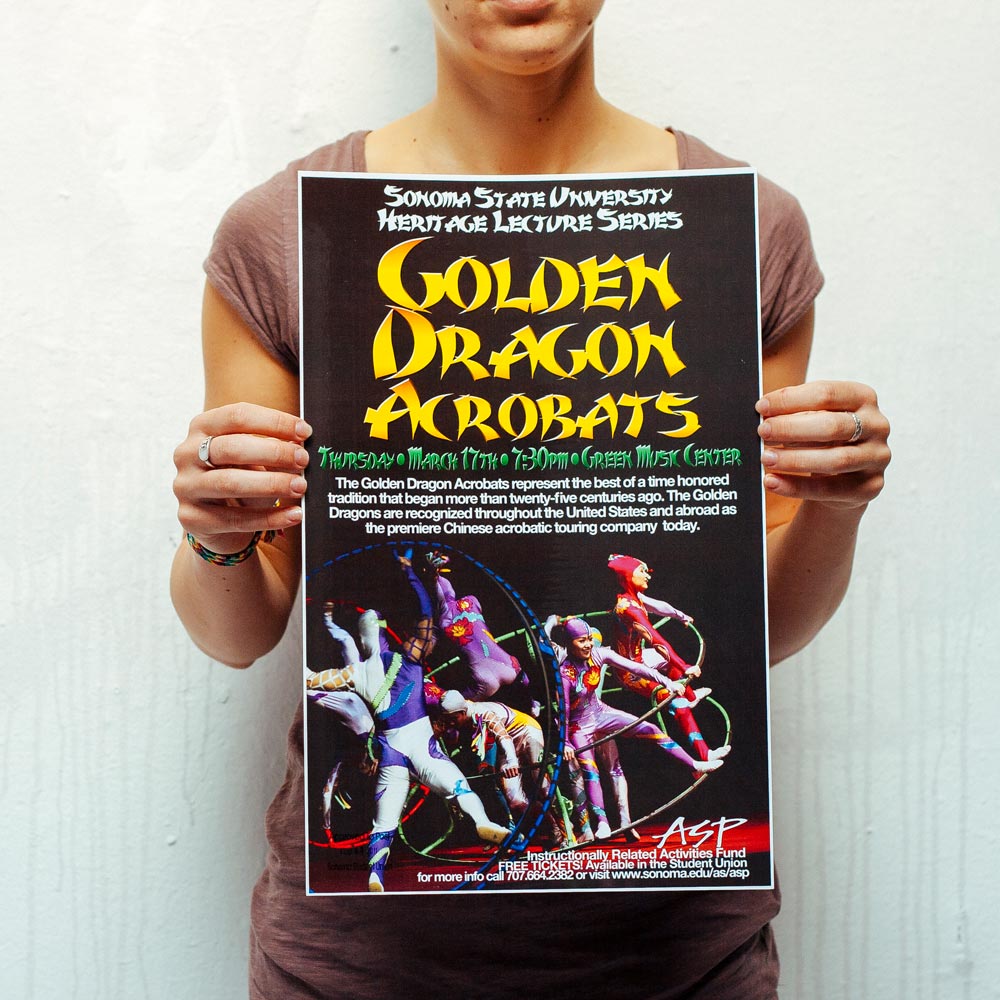 Sonoma State University
Heritage Lecture Series
Golden
Dragon
Acrobats
Thursday • March 17th • 7:30pm • Green Music Center
The Golden Dragon Acrobats represent the best of a time honored
tradition that began more than twenty-five centuries ago. The Golden
Dragons are recognized throughout the United States and abroad as
the premiere Chinese acrobatic touring company today.
ASP
Instructionally Related Activities Fund
FREE TICKETS! Available in the Student Union
for more info call 707.664.2382 or visit www.sonoma.edu/as/asp